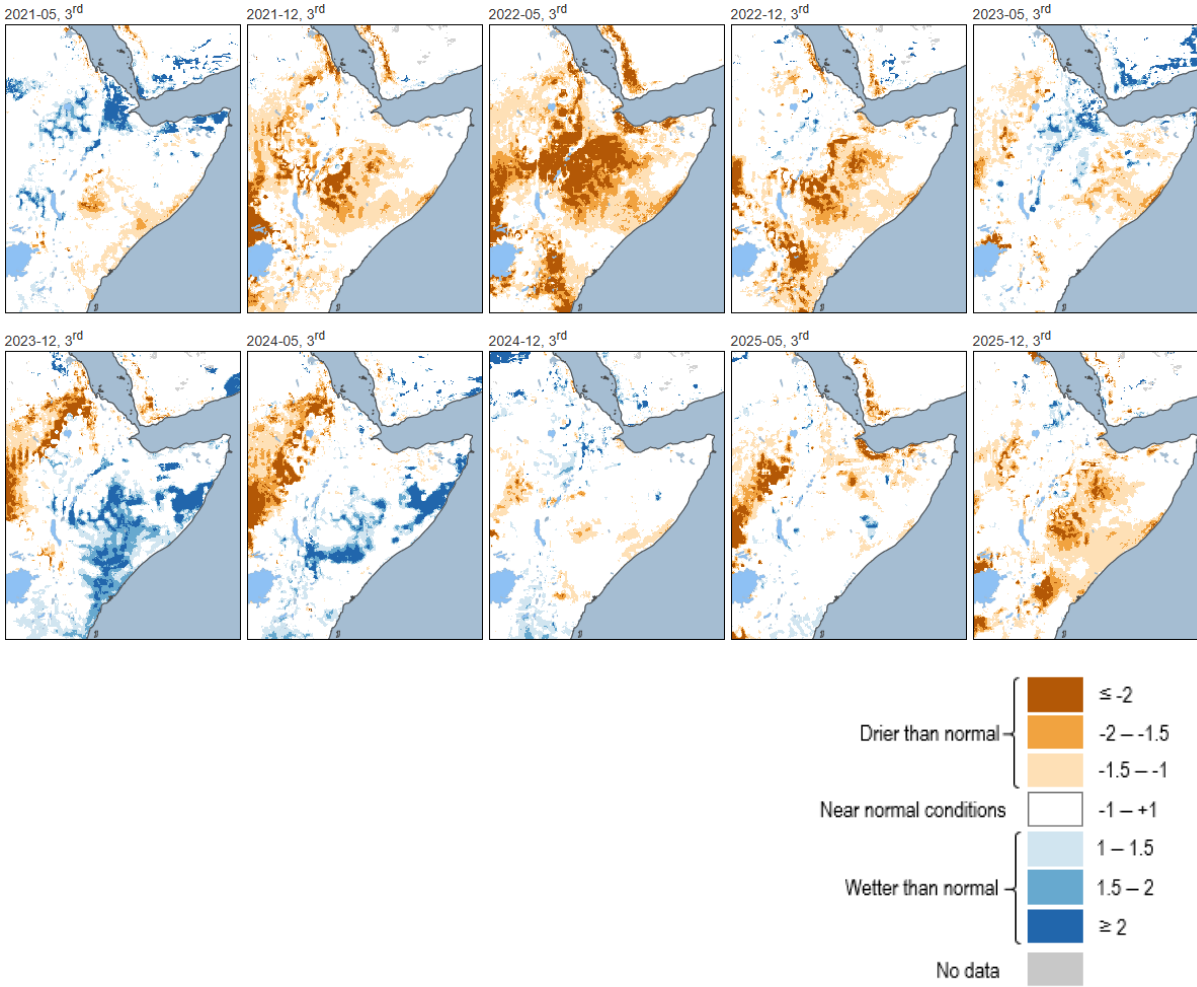 2021-05, 3rd
2021-12, 3rd
2022-05, 3rd
2022-12, 3rd
2023-05, 3rd
2023-12, 3rd
2024-05, 3rd
2024-12, 3rd
2025-05, 3rd
2025-12, 3rd
Drier than normal
≤ -2
-2 – -1.5
-1.5 – -1
Near normal conditions
-1 – +1
Wetter than normal
1 – 1.5
1.5 – 2
≥ 2
No data